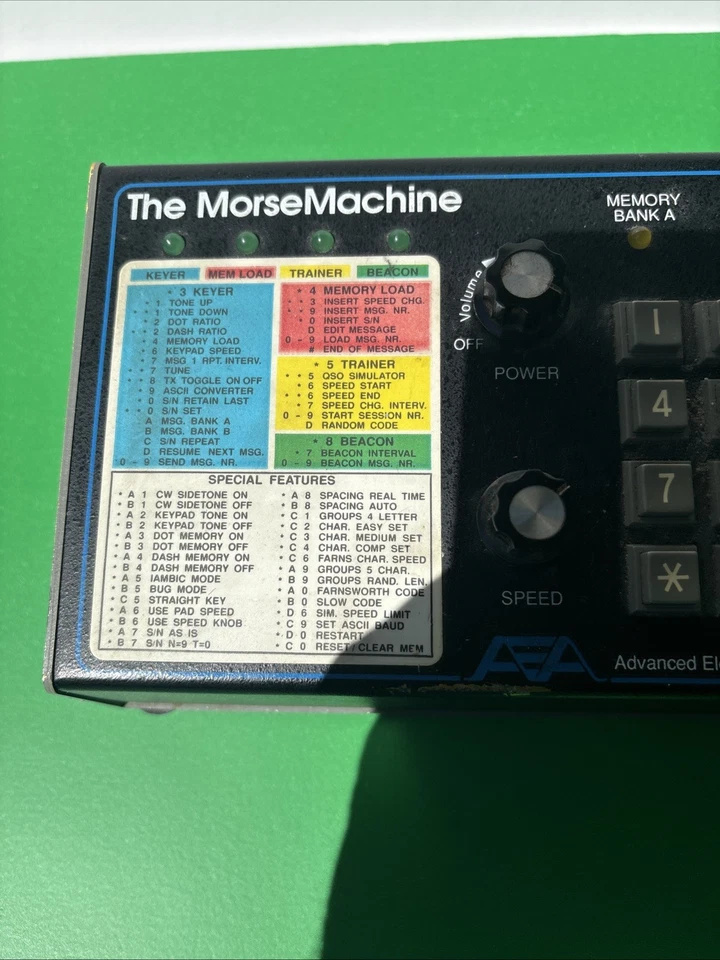 The MorseMachine
MEMORY
BANK A
KEYER MEM LOAD TRAINER BEACON
* 3 KEYER
* 1 TONE UP
* * 1 TONE DOWN
* 2 DOT RATIO
* * 2 DASH RATIO
* 4 MEMORY LOAD
* 6 KEYPAD SPEED
* 7 MSG 1 RPT. INTERV.
* * 7 TUNE
* * 8 TX TOGGLE ON OFF
* 9 ASCII CONVERTER
* 0 S/N RETAIN LAST
* * 0 S/N SET
A MSG. BANK A
B MSG. BANK B
C S/N REPEAT
D RESUME NEXT MSG.
0 - 9 SEND MSG. NR.
* 4 MEMORY LOAD
* * 3 INSERT SPEED CHG.
* * 9 INSERT MSG. NR.
* 0 INSERT S/N
D EDIT MESSAGE
0 - 9 LOAD MSG. NR.
# END OF MESSAGE
* 5 TRAINER
* * 5 QSO SIMULATOR
* 6 SPEED START
* * 6 SPEED END
* 7 SPEED CHG. INTERV.
0 - 9 START SESSION NR.
D RANDOM CODE
* 8 BEACON
* 7 BEACON INTERVAL
0 - 9 BEACON MSG. NR.
SPECIAL FEATURES
* A 1 CW SIDETONE ON
* B 1 CW SIDETONE OFF
* A 2 KEYPAD TONE ON
* B 2 KEYPAD TONE OFF
* A 3 DOT MEMORY ON
* B 3 DOT MEMORY OFF
* A 4 DASH MEMORY ON
* B 4 DASH MEMORY OFF
* A 5 IAMBIC MODE
* B 5 BUG MODE
* C 5 STRAIGHT KEY
* A 6 USE PAD SPEED
* B 6 USE SPEED KNOB
* A 7 S/N AS IS
* B 7 S/N N=9 T=0
* A 8 SPACING REAL TIME
* B 8 SPACING AUTO
* C 1 GROUPS 4 LETTER
* C 2 CHAR. EASY SET
* C 3 CHAR. MEDIUM SET
* C 4 CHAR. COMP SET
* C 6 FARNS CHAR. SPEED
* A 9 GROUPS 5 CHAR.
* B 9 GROUPS RAND. LEN.
* A 0 FARNSWORTH CODE
* B 0 SLOW CODE
* D 6 SIM. SPEED LIMIT
* C 9 SET ASCII BAUD
* D 0 RESTART
* C 0 RESET/CLEAR MEM
Volume
OFF
POWER
SPEED
1
4
7
*
AEA
Advanced